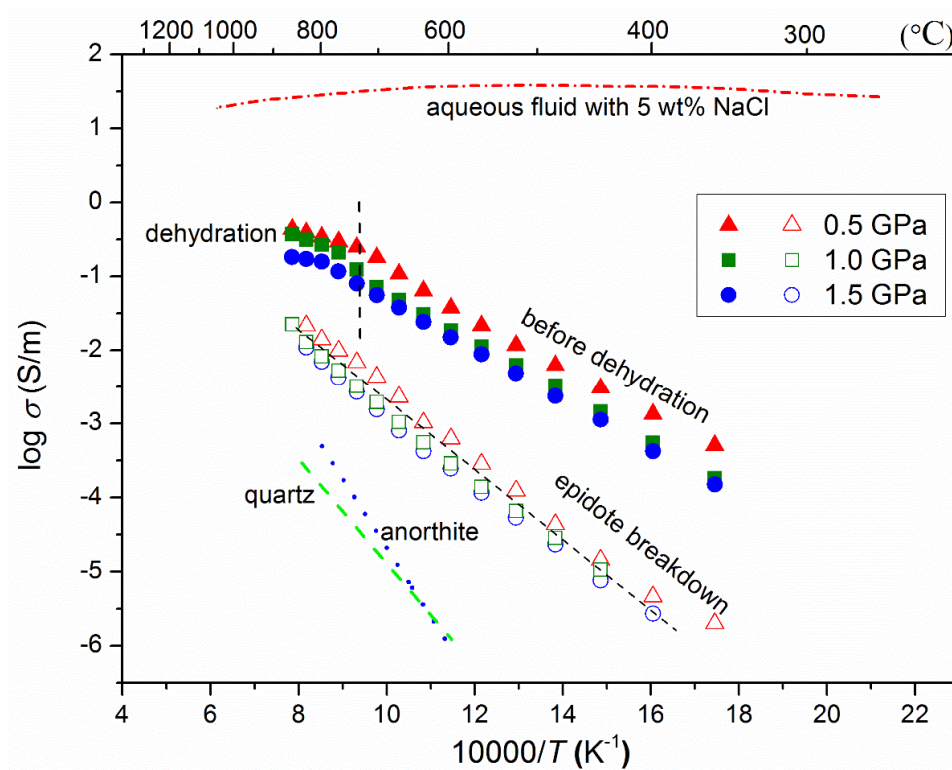 1200 1000 800 600 400 300 (°C)
2
1
0
-1
-2
-3
-4
-5
-6
log σ (S/m)
aqueous fluid with 5 wt% NaCl
0.5 GPa
1.0 GPa
1.5 GPa
dehydration
before dehydration
epidote breakdown
quartz
anorthite
4 6 8 10 12 14 16 18 20 22
10000/T (K⁻¹)